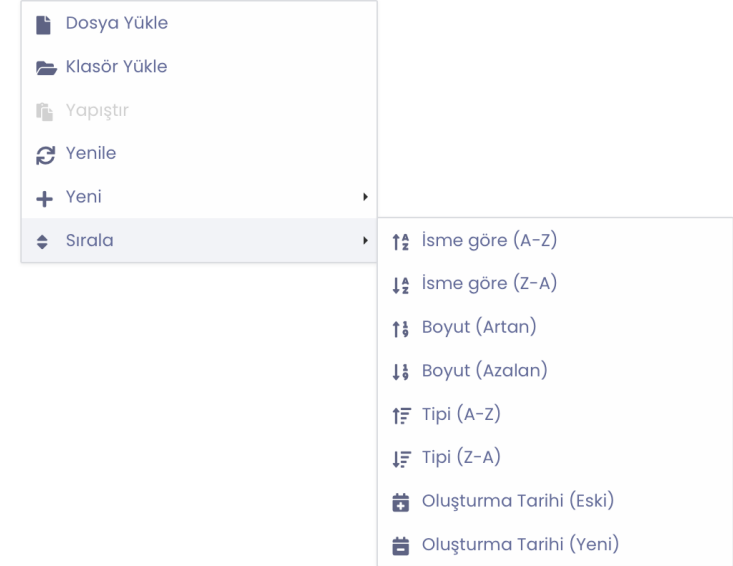 Dosya Yükle
Klasör Yükle
Yapıştır
Yenile
Yeni
Sırala
İsme göre (A-Z)
İsme göre (Z-A)
Boyut (Artan)
Boyut (Azalan)
Tipi (A-Z)
Tipi (Z-A)
Oluşturma Tarihi (Eski)
Oluşturma Tarihi (Yeni)